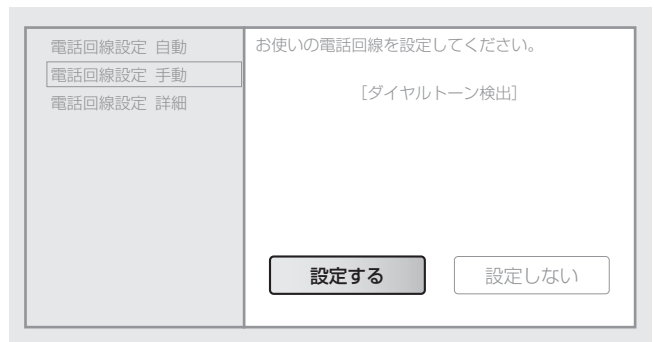 電話回線設定 自動
電話回線設定 手動
電話回線設定 詳細
お使いの電話回線を設定してください。
[ダイヤルトーン検出]
設定する
設定しない